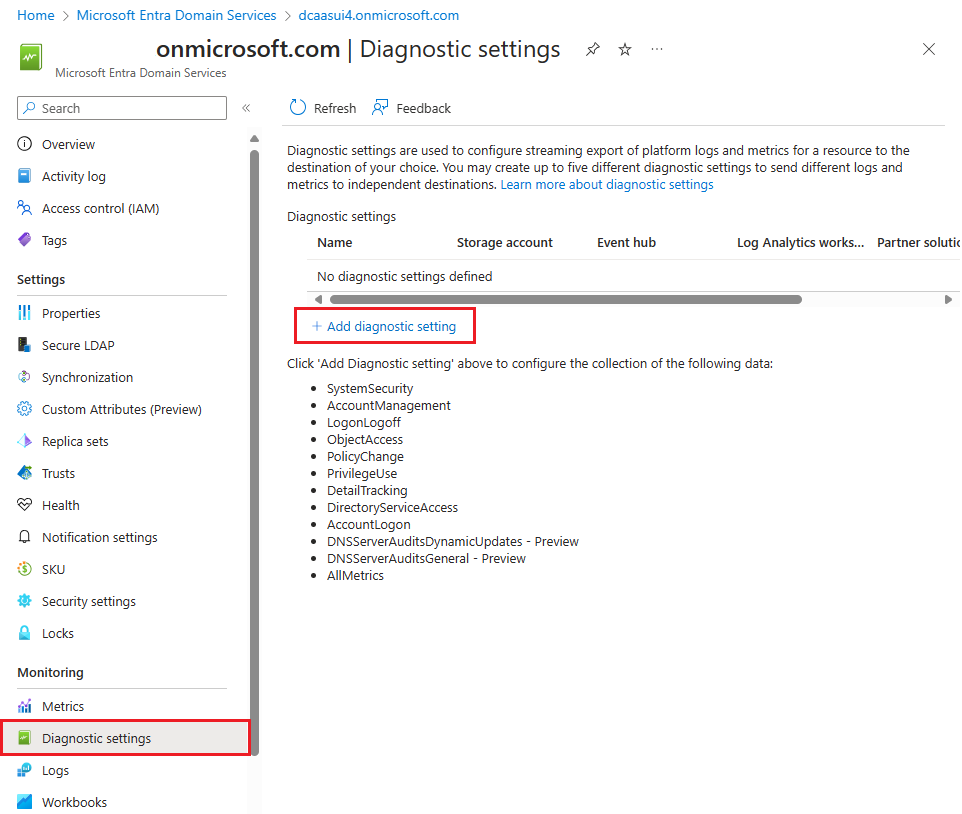 Home > Microsoft Entra Domain Services > dcaasui4.onmicrosoft.com
onmicrosoft.com | Diagnostic settings
Microsoft Entra Domain Services
Search
Overview
Activity log
Access control (IAM)
Tags
Settings
Properties
Secure LDAP
Synchronization
Custom Attributes (Preview)
Replica sets
Trusts
Health
Notification settings
SKU
Security settings
Locks
Monitoring
Metrics
Diagnostic settings
Logs
Workbooks
Refresh Feedback
Diagnostic settings are used to configure streaming export of platform logs and metrics for a resource to the
destination of your choice. You may create up to five different diagnostic settings to send different logs and
metrics to independent destinations. Learn more about diagnostic settings
Diagnostic settings
Name Storage account Event hub Log Analytics works... Partner solutio
No diagnostic settings defined
+ Add diagnostic setting
Click 'Add Diagnostic setting' above to configure the collection of the following data:
• SystemSecurity
• AccountManagement
• LogonLogoff
• ObjectAccess
• PolicyChange
• PrivilegeUse
• DetailTracking
• DirectoryServiceAccess
• AccountLogon
• DNSServerAuditsDynamicUpdates - Preview
• DNSServerAuditsGeneral - Preview
• AllMetrics